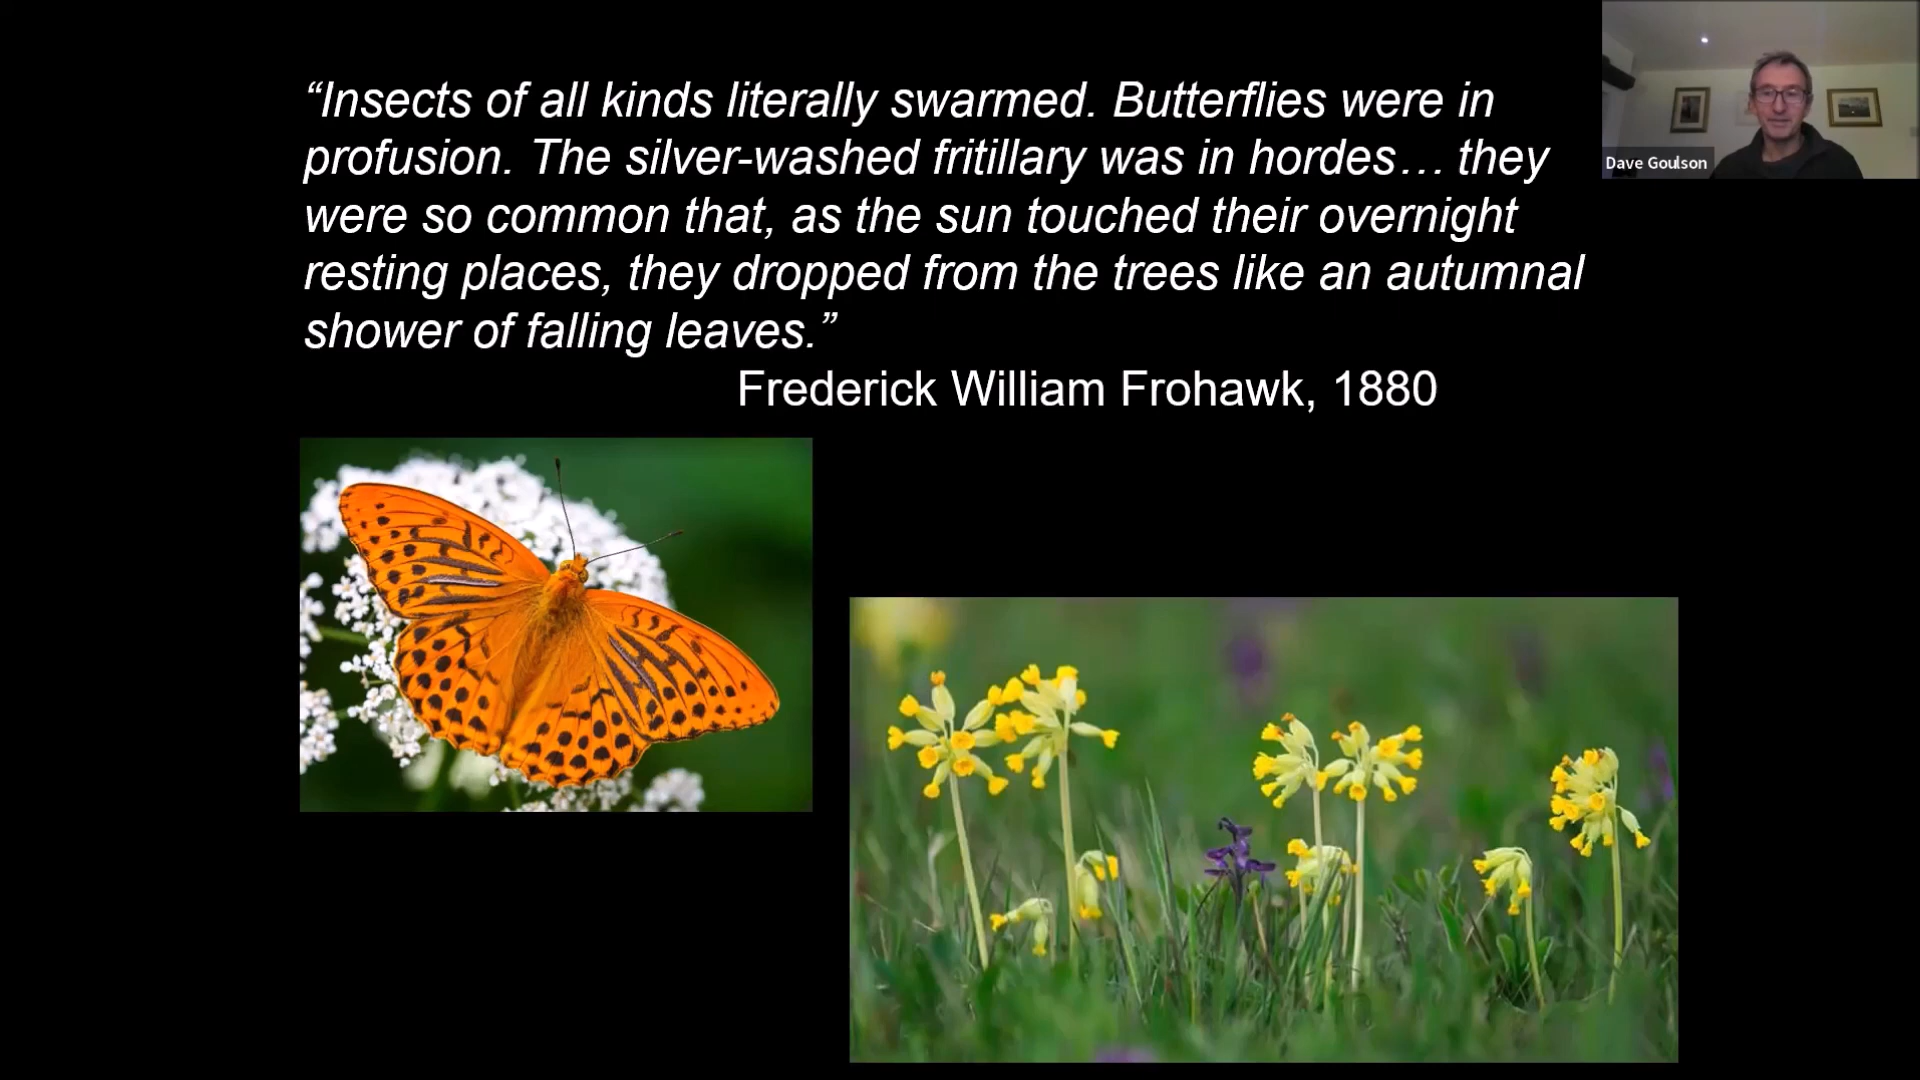 “Insects of all kinds literally swarmed. Butterflies were in
profusion. The silver-washed fritillary was in hordes… they
were so common that, as the sun touched their overnight
resting places, they dropped from the trees like an autumnal
shower of falling leaves.”
Frederick William Frohawk, 1880
Dave Goulson